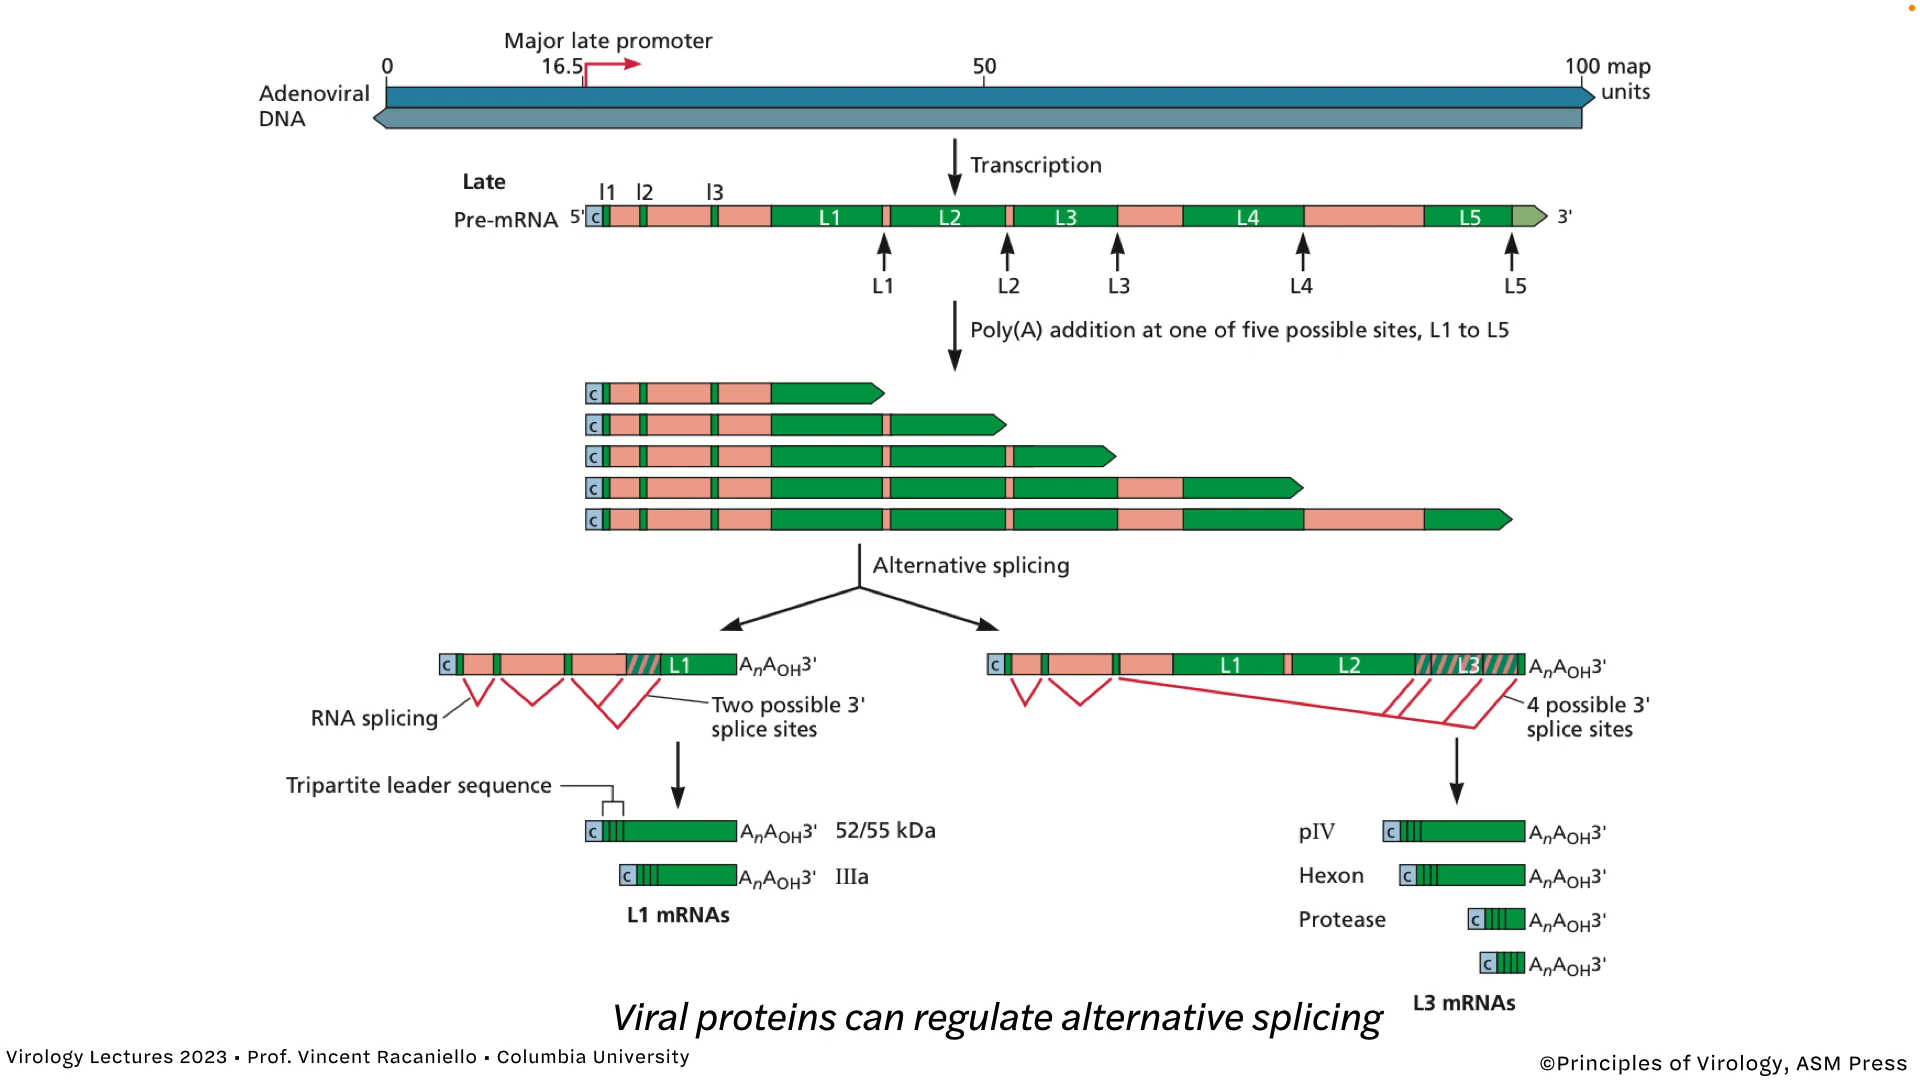 Major late promoter
0
16.5
50
100 map
units
Adenoviral
DNA
Transcription
Late
l1 l2 l3
Pre-mRNA 5' c L1 L2 L3 L4 L5 3'
L1 L2 L3 L4 L5
Poly(A) addition at one of five possible sites, L1 to L5
c
c
c
c
c
Alternative splicing
c L1 AnAOH3'
c L1 L2 L3 AnAOH3'
RNA splicing
Two possible 3'
splice sites
4 possible 3'
splice sites
Tripartite leader sequence
c AnAOH3' 52/55 kDa
c AnAOH3' IIIa
L1 mRNAs
pIV c AnAOH3'
Hexon c AnAOH3'
Protease c AnAOH3'
c AnAOH3'
L3 mRNAs
Viral proteins can regulate alternative splicing
Virology Lectures 2023 • Prof. Vincent Racaniello • Columbia University
©Principles of Virology, ASM Press